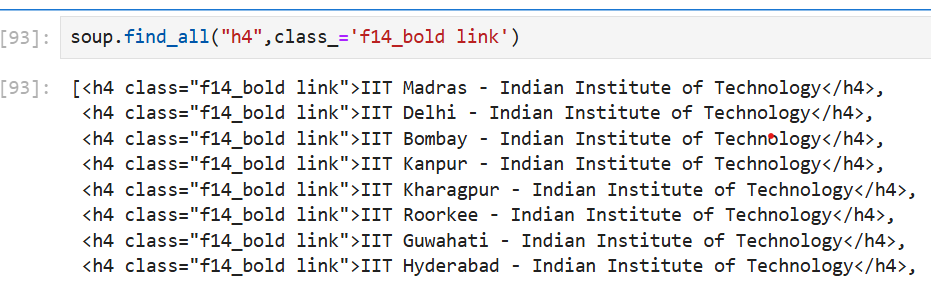 [93]: soup.find_all("h4",class_='f14_bold link')
[93]: [<h4 class="f14_bold link">IIT Madras - Indian Institute of Technology</h4>,
<h4 class="f14_bold link">IIT Delhi - Indian Institute of Technology</h4>,
<h4 class="f14_bold link">IIT Bombay - Indian Institute of Technology</h4>,
<h4 class="f14_bold link">IIT Kanpur - Indian Institute of Technology</h4>,
<h4 class="f14_bold link">IIT Kharagpur - Indian Institute of Technology</h4>,
<h4 class="f14_bold link">IIT Roorkee - Indian Institute of Technology</h4>,
<h4 class="f14_bold link">IIT Guwahati - Indian Institute of Technology</h4>,
<h4 class="f14_bold link">IIT Hyderabad - Indian Institute of Technology</h4>,